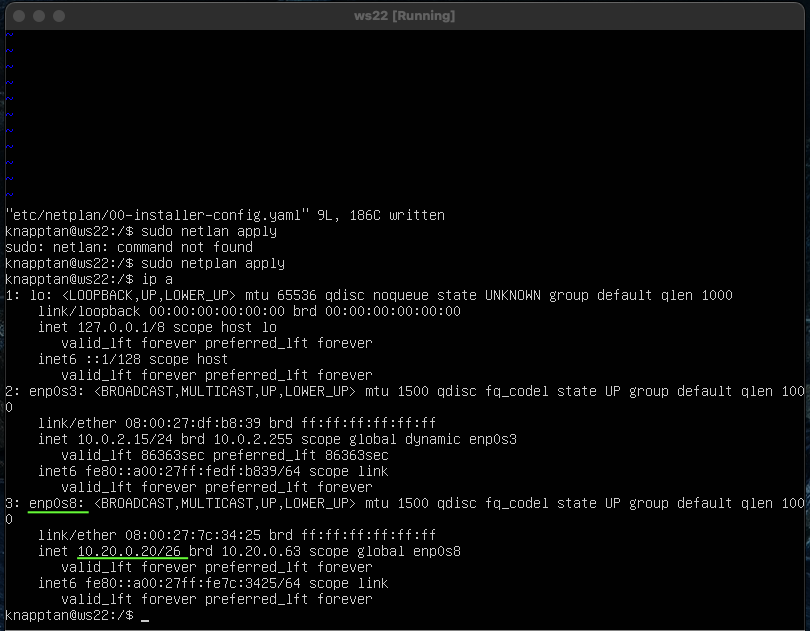 ws22 [Running]
~
~
~
~
~
~
~
~
~
~
~
"etc/netplan/00-installer-config.yaml" 9L, 186C written
knapptan@ws22:/$ sudo netlan apply
sudo: netlan: command not found
knapptan@ws22:/$ sudo netplan apply
knapptan@ws22:/$ ip a
1: lo: <LOOPBACK,UP,LOWER_UP> mtu 65536 qdisc noqueue state UNKNOWN group default qlen 1000
    link/loopback 00:00:00:00:00:00 brd 00:00:00:00:00:00
    inet 127.0.0.1/8 scope host lo
       valid_lft forever preferred_lft forever
    inet6 ::1/128 scope host
       valid_lft forever preferred_lft forever
2: enp0s3: <BROADCAST,MULTICAST,UP,LOWER_UP> mtu 1500 qdisc fq_codel state UP group default qlen 100
0
    link/ether 08:00:27:df:b8:39 brd ff:ff:ff:ff:ff:ff
    inet 10.0.2.15/24 brd 10.0.2.255 scope global dynamic enp0s3
       valid_lft 86363sec preferred_lft 86363sec
    inet6 fe80::a00:27ff:fedf:b839/64 scope link
       valid_lft forever preferred_lft forever
3: enp0s8: <BROADCAST,MULTICAST,UP,LOWER_UP> mtu 1500 qdisc fq_codel state UP group default qlen 100
0
    link/ether 08:00:27:7c:34:25 brd ff:ff:ff:ff:ff:ff
    inet 10.20.0.20/26 brd 10.20.0.63 scope global enp0s8
       valid_lft forever preferred_lft forever
    inet6 fe80::a00:27ff:fe7c:3425/64 scope link
       valid_lft forever preferred_lft forever
knapptan@ws22:/$ _